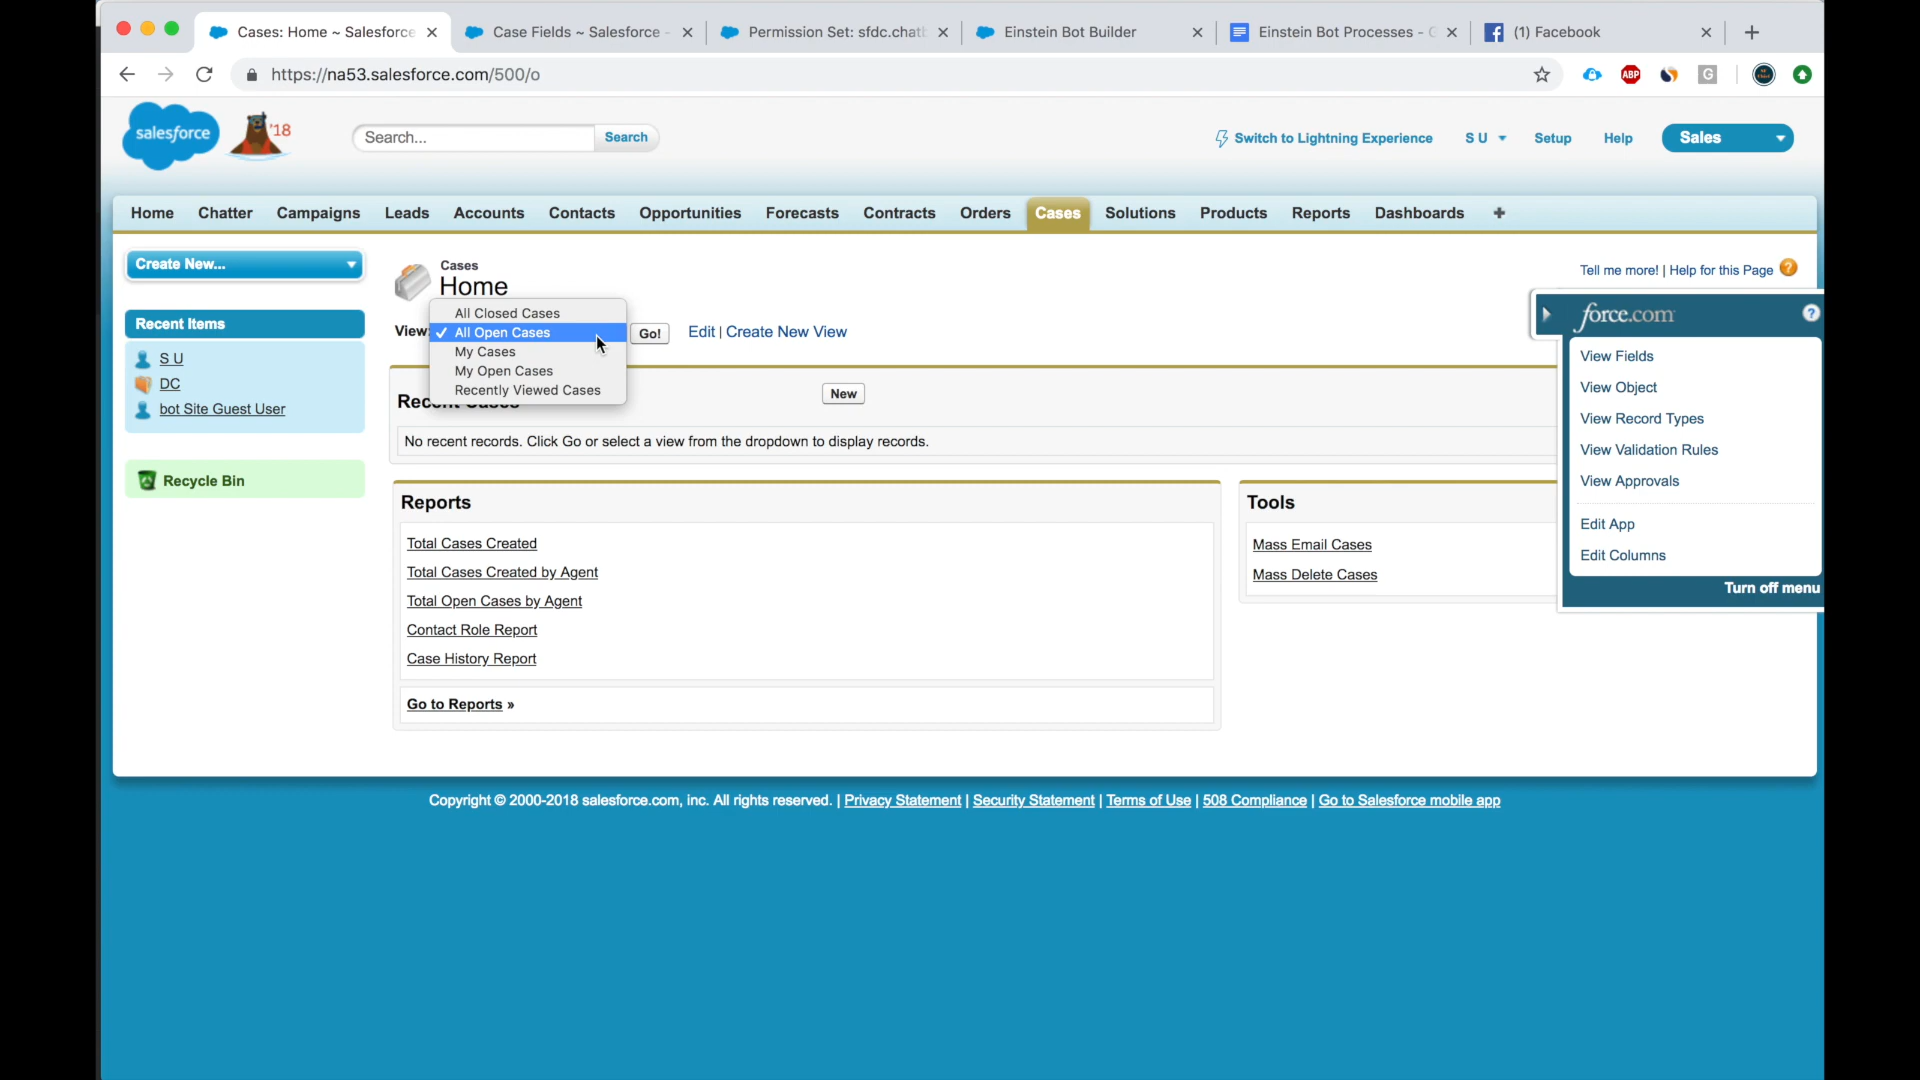 Cases: Home ~ Salesforce
Case Fields ~ Salesforce -
Permission Set: sfdc.chatb
Einstein Bot Builder
Einstein Bot Processes - G
(1) Facebook
https://na53.salesforce.com/500/o
ABP
G
salesforce
'18
Search...
Search
Switch to Lightning Experience
S U
Setup
Help
Sales
Home
Chatter
Campaigns
Leads
Accounts
Contacts
Opportunities
Forecasts
Contracts
Orders
Cases
Solutions
Products
Reports
Dashboards
+
Create New...
Recent Items
S U
DC
bot Site Guest User
Recycle Bin
Cases
Home
Tell me more! | Help for this Page ?
View:
All Closed Cases
✓ All Open Cases
My Cases
My Open Cases
Recently Viewed Cases
Go!
Edit | Create New View
Recent Cases
New
No recent records. Click Go or select a view from the dropdown to display records.
Reports
Total Cases Created
Total Cases Created by Agent
Total Open Cases by Agent
Contact Role Report
Case History Report
Go to Reports »
Tools
Mass Email Cases
Mass Delete Cases
force.com
?
View Fields
View Object
View Record Types
View Validation Rules
View Approvals
Edit App
Edit Columns
Turn off menu
Copyright © 2000-2018 salesforce.com, inc. All rights reserved. | Privacy Statement | Security Statement | Terms of Use | 508 Compliance | Go to Salesforce mobile app